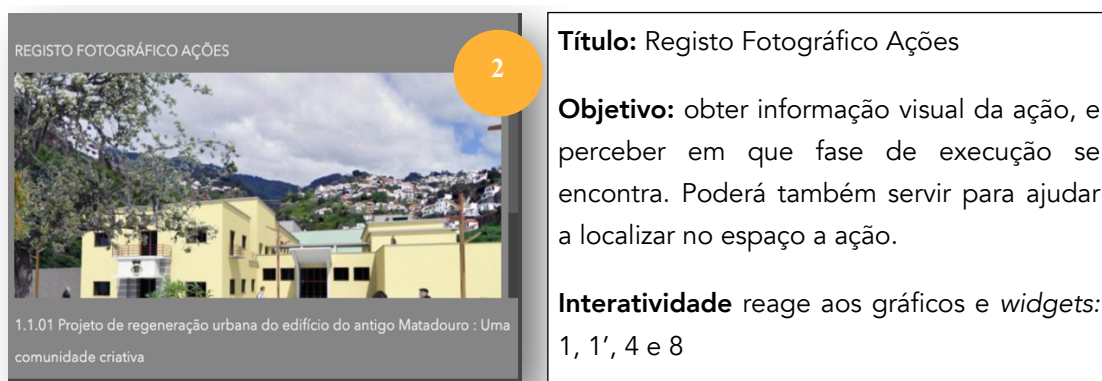 REGISTO FOTOGRÁFICO AÇÕES
2
1.1.01 Projeto de regeneração urbana do edifício do antigo Matadouro : Uma
comunidade criativa
Título: Registo Fotográfico Ações
Objetivo: obter informação visual da ação, e
perceber em que fase de execução se
encontra. Poderá também servir para ajudar
a localizar no espaço a ação.
Interatividade reage aos gráficos e widgets:
1, 1’, 4 e 8